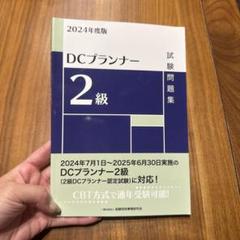 2024年度版
DCプランナー
2級
試験問題集
2024年7月1日~2025年6月30日実施の
DCプランナー2級
(2級DCプランナー認定試験)に対応!
CBT方式で通年受験可能!